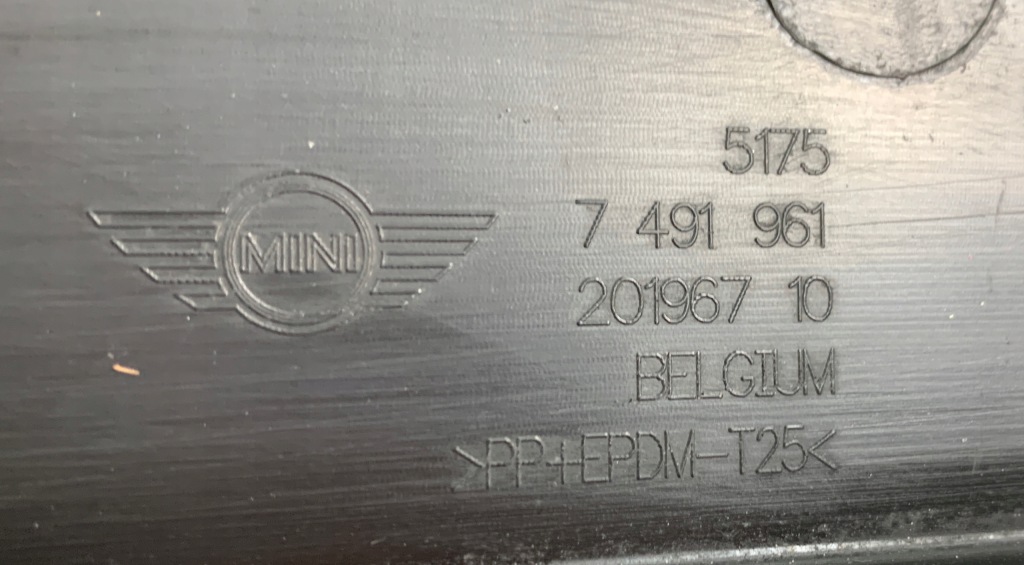 MINI
5175
7 491 961
201967 10
BELGIUM
>PP+EPDM-T25<